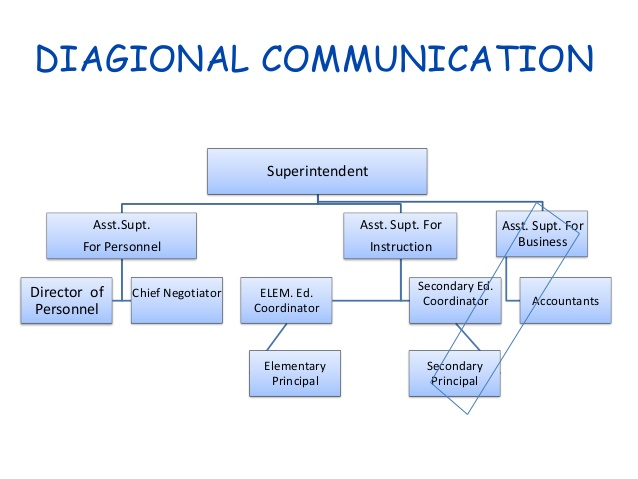 DIAGIONAL COMMUNICATION
Superintendent
Asst.Supt.
For Personnel
Asst. Supt. For
Instruction
Asst. Supt. For
Business
Director of
Personnel
Chief Negotiator
ELEM. Ed.
Coordinator
Secondary Ed.
Coordinator
Accountants
Elementary
Principal
Secondary
Principal